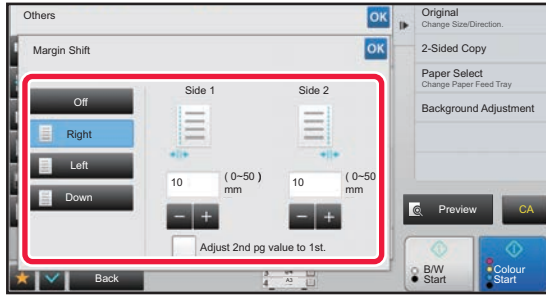 Others
OK
Margin Shift
OK
Off
Right
Left
Down
Side 1
Side 2
10
(0~50)
mm
10
(0~50
mm
− +
− +
Adjust 2nd pg value to 1st.
Back
Original
Change Size/Direction.
2-Sided Copy
Paper Select
Change Paper Feed Tray
Background Adjustment
Preview
CA
B/W
Start
Colour
Start
4
A3